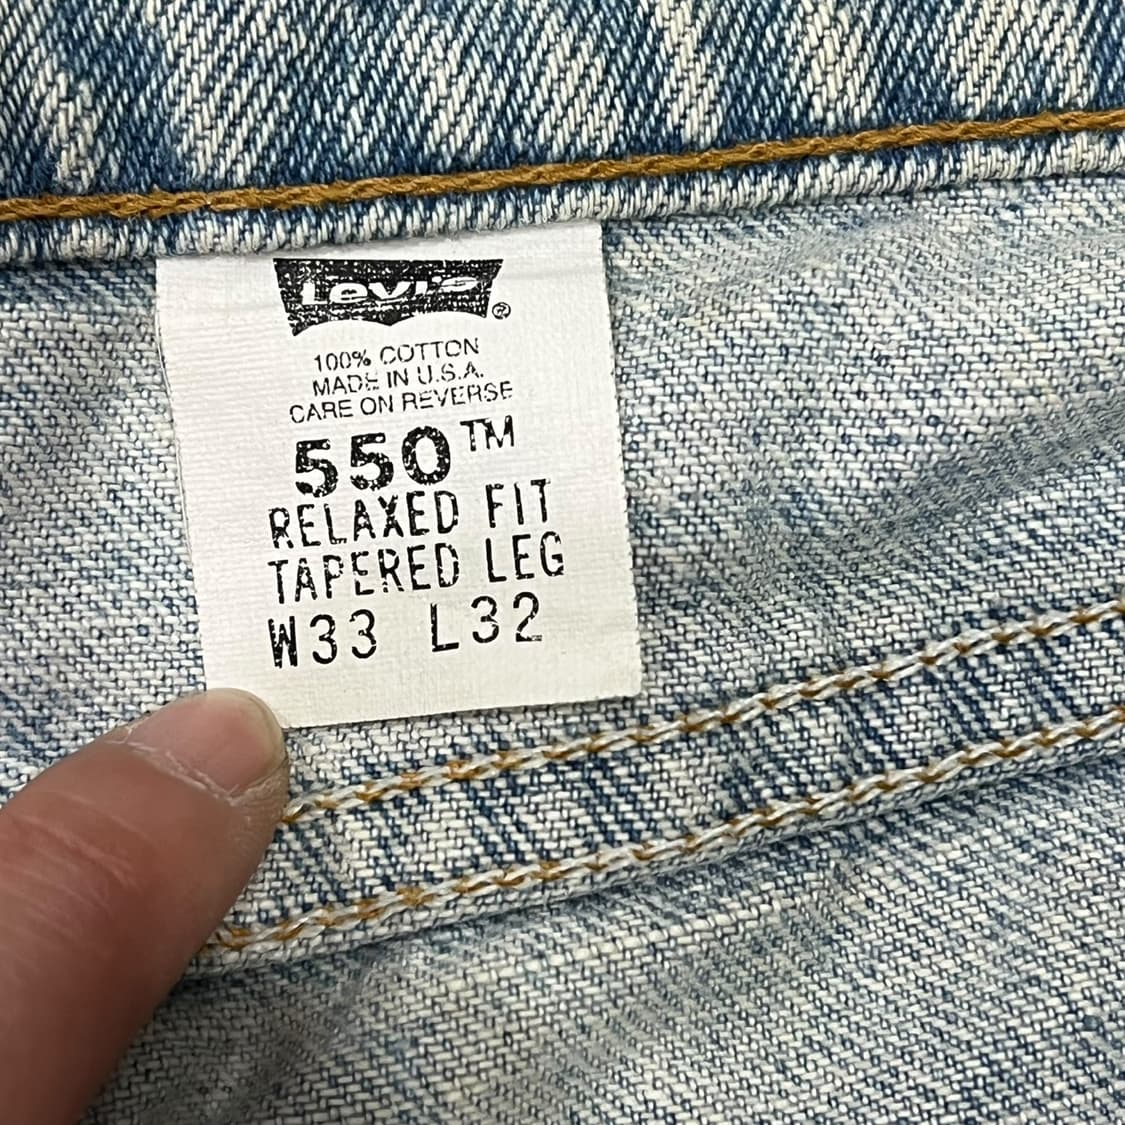 Levi's ®
100% COTTON
MADE IN U.S.A.
CARE ON REVERSE
550™
RELAXED FIT
TAPERED LEG
W33 L32